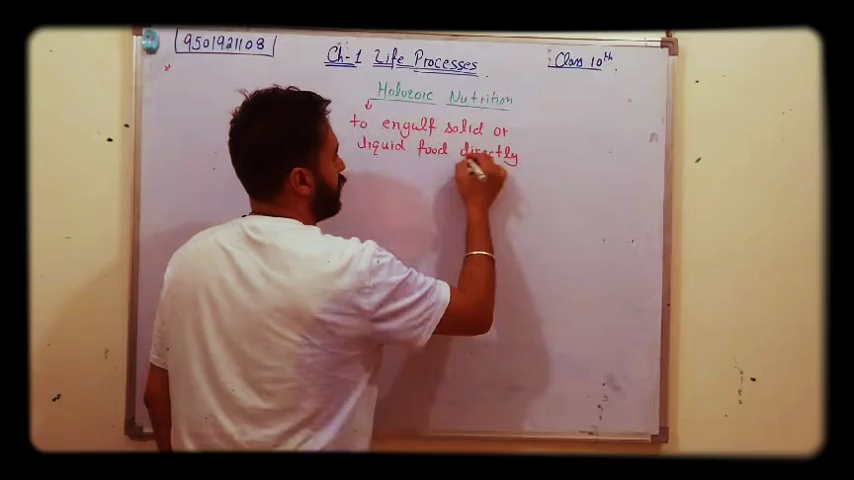 9501921108
Ch-1 Life Processes
Class 10th
Holozoic Nutrition
to engulf solid or
liquid food directly